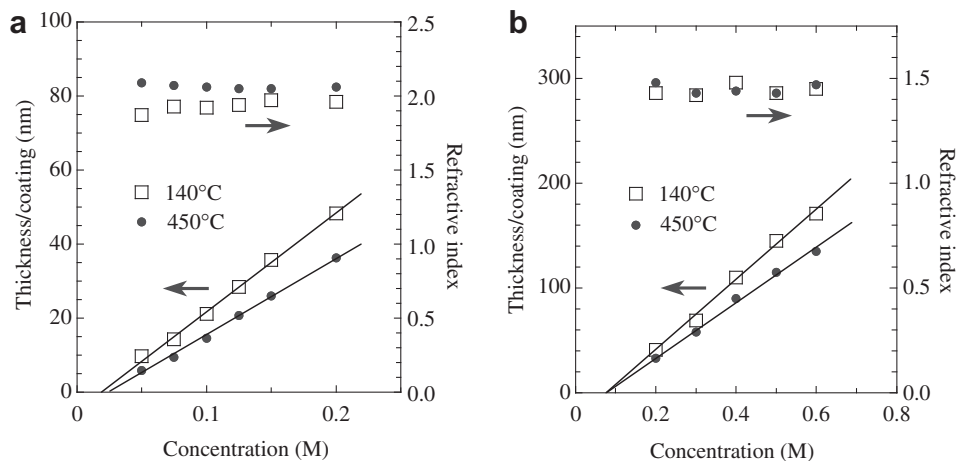 a
100
80
60
40
20
0
Thickness/coating (nm)
2.5
2.0
1.5
1.0
0.5
0.0
Refractive index
140°C
450°C
0
0.1
0.2
Concentration (M)
b
300
200
100
0
Thickness/coating (nm)
1.5
1.0
0.5
0.0
Refractive index
140°C
450°C
0
0.2
0.4
0.6
0.8
Concentration (M)